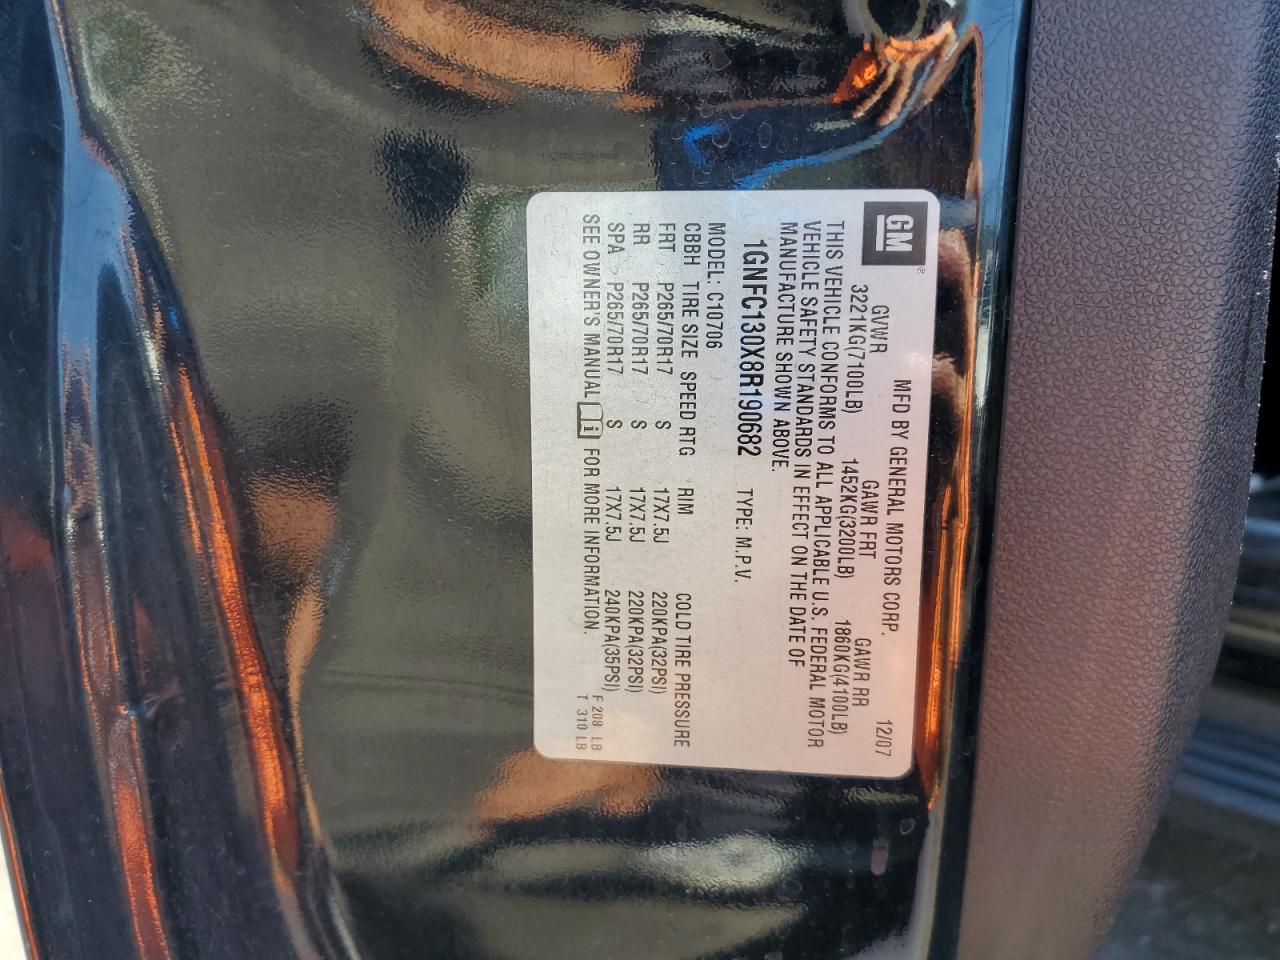 GM
®
MFD BY GENERAL MOTORS CORP.
12/07
GVWR GAWR FRT GAWR RR
3221KG(7100LB) 1452KG(3200LB) 1860KG(4100LB)
THIS VEHICLE CONFORMS TO ALL APPLICABLE U.S. FEDERAL MOTOR
VEHICLE SAFETY STANDARDS IN EFFECT ON THE DATE OF
MANUFACTURE SHOWN ABOVE.
1GNFC130X8R190682 TYPE: M.P.V.
MODEL: C10706
CBBH TIRE SIZE SPEED RTG RIM COLD TIRE PRESSURE
FRT P265/70R17 S 17X7.5J 220KPA(32PSI)
RR P265/70R17 S 17X7.5J 220KPA(32PSI)
SPA P265/70R17 S 17X7.5J 240KPA(35PSI)
SEE OWNER'S MANUAL i FOR MORE INFORMATION.
F 208 LB
T 310 LB